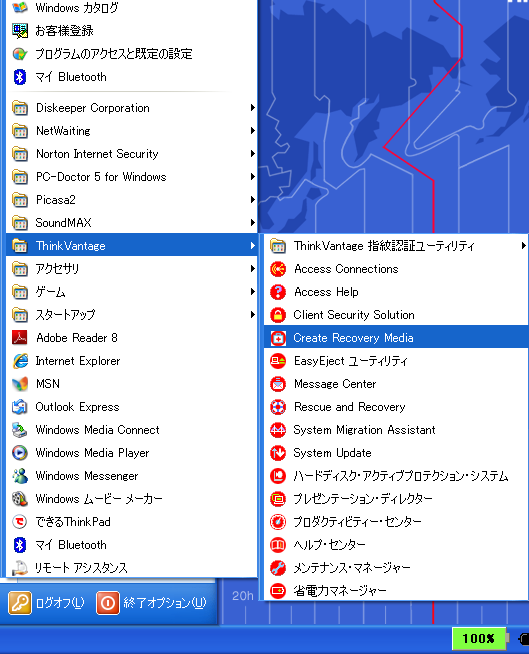 Windows カタログ
お客様登録
プログラムのアクセスと既定の設定
マイ Bluetooth
Diskeeper Corporation
NetWaiting
Norton Internet Security
PC-Doctor 5 for Windows
Picasa2
SoundMAX
ThinkVantage
アクセサリ
ゲーム
スタートアップ
Adobe Reader 8
Internet Explorer
MSN
Outlook Express
Windows Media Connect
Windows Media Player
Windows Messenger
Windows ムービー メーカー
できるThinkPad
マイ Bluetooth
リモート アシスタンス
ThinkVantage 指紋認証ユーティリティ
Access Connections
Access Help
Client Security Solution
Create Recovery Media
EasyEject ユーティリティ
Message Center
Rescue and Recovery
System Migration Assistant
System Update
ハードディスク・アクティブプロテクション・システム
プレゼンテーション・ディレクター
プロダクティビティー・センター
ヘルプ・センター
メンテナンス・マネージャー
省電力マネージャー
ログオフ(L) 終了オプション(U)
20h
100%